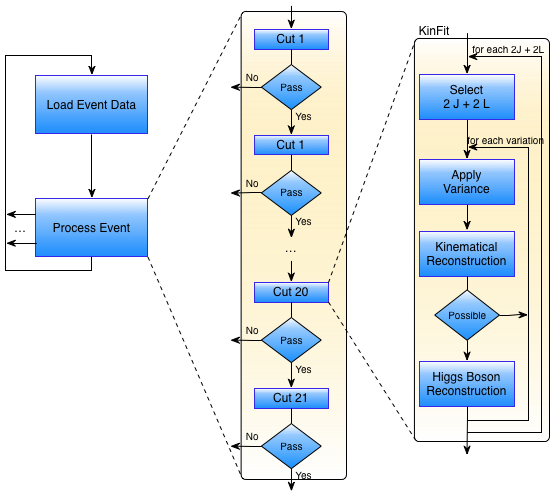 Load Event Data
Process Event
...
Cut 1
Pass
No
Yes
Cut 1
Pass
No
Yes
...
Cut 20
Pass
No
Yes
Cut 21
Pass
No
Yes
KinFit
for each 2J + 2L
Select
2 J + 2 L
for each variation
Apply
Variance
Kinematical
Reconstruction
Possible
Higgs Boson
Reconstruction